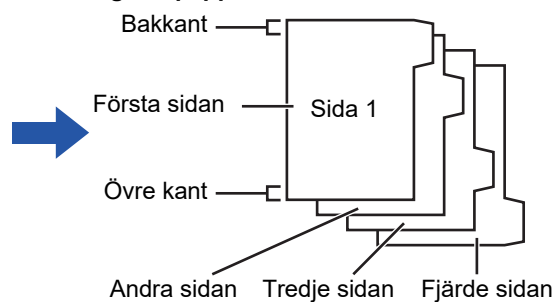 Bakkant
Första sidan
Sida 1
Övre kant
Andra sidan Tredje sidan Fjärde sidan